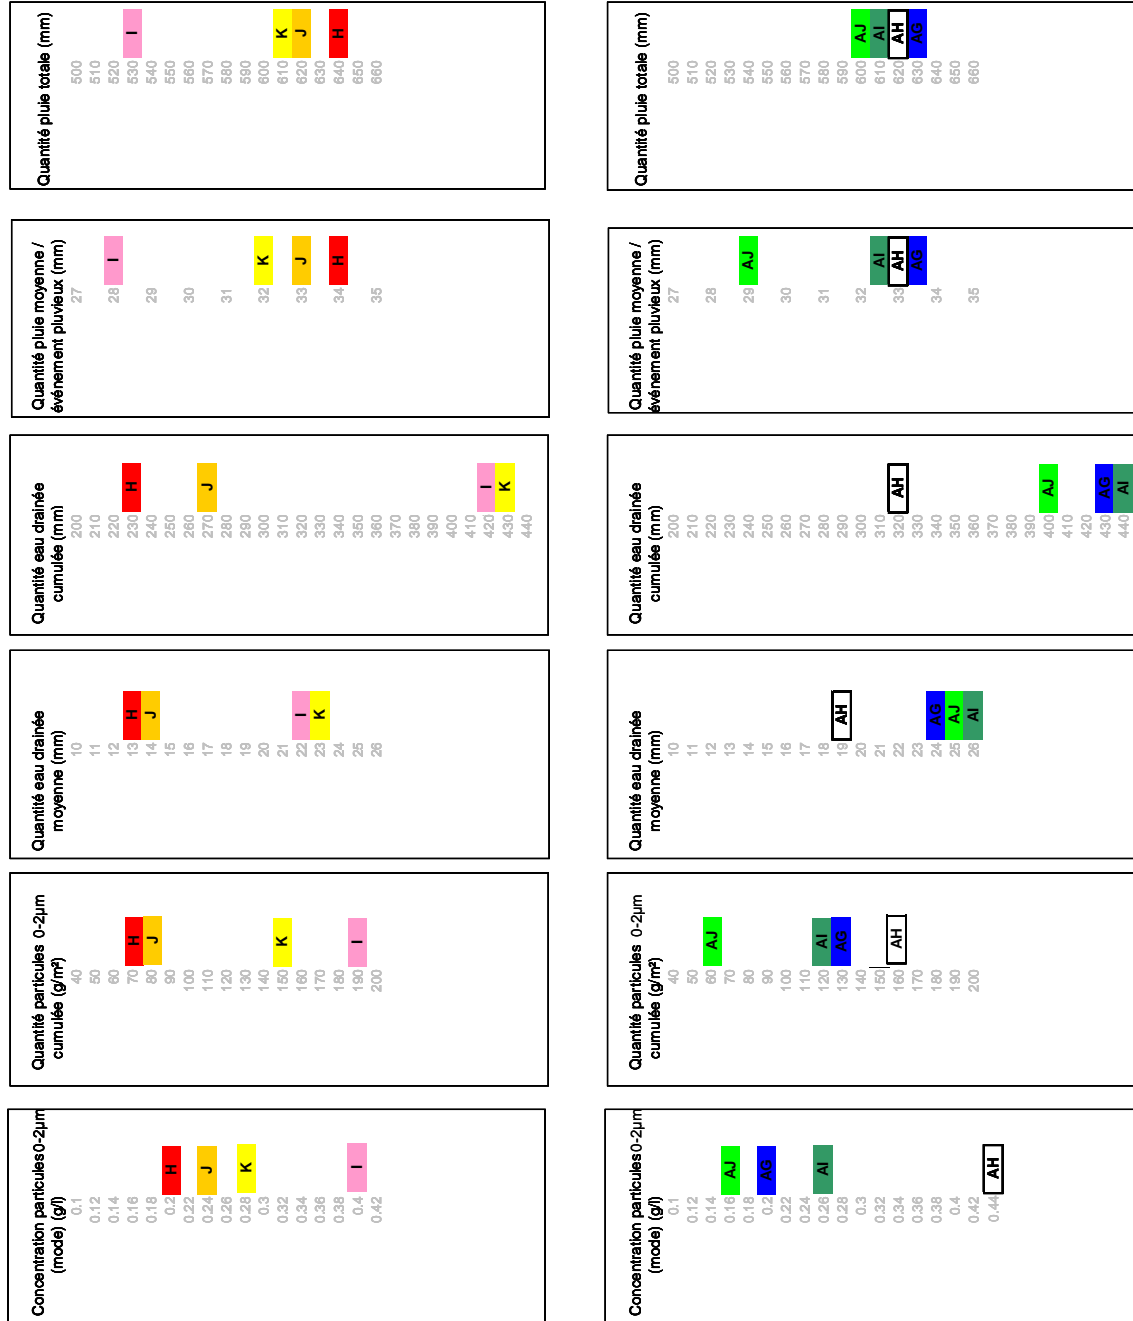 Concentration particules 0-2µm
(mode) (g/l)
0.1
0.12
0.14
0.16
0.18
0.2 H
0.22
0.24 J
0.26
0.28 K
0.3
0.32
0.34
0.36
0.38
0.4 I
0.42
Quantité particules 0-2µm
cumulée (g/m²)
40
50
60
70 H
80 J
90
100
110
120
130
140
150 K
160
170
180
190 I
200
Quantité eau drainée
moyenne (mm)
10
11
12
13 H
14 J
15
16
17
18
19
20
21
22 I
23 K
24
25
26
Quantité eau drainée
cumulée (mm)
200
210
220
230 H
240
250
260
270 J
280
290
300
310
320
330
340
350
360
370
380
390
400
410
420 I
430 K
440
Quantité pluie moyenne /
événement pluvieux (mm)
27
28 I
29
30
31
32 K
33 J
34 H
35
Quantité pluie totale (mm)
500
510
520
530 I
540
550
560
570
580
590
600
610 K
620 J
630
640 H
650
660
Concentration particules 0-2µm
(mode) (g/l)
0.1
0.12
0.14
0.16 AJ
0.18
0.2 AG
0.22
0.24
0.26 AI
0.28
0.3
0.32
0.34
0.36
0.38
0.4
0.42
0.44 AH
Quantité particules 0-2µm
cumulée (g/m²)
40
50
60 AJ
70
80
90
100
110
120 AI
130 AG
140
150
160 AH
170
180
190
200
Quantité eau drainée
moyenne (mm)
10
11
12
13
14
15
16
17
18
19 AH
20
21
22
23
24 AG
25 AJ
26 AI
Quantité eau drainée
cumulée (mm)
200
210
220
230
240
250
260
270
280
290
300
310
320 AH
330
340
350
360
370
380
390
400 AJ
410
420
430 AG
440 AI
Quantité pluie moyenne /
événement pluvieux (mm)
27
28
29 AJ
30
31
32
AI
33 AH
AG
34
35
Quantité pluie totale (mm)
500
510
520
530
540
550
560
570
580
590
600 AJ
610 AI
620 AH
630 AG
640
650
660